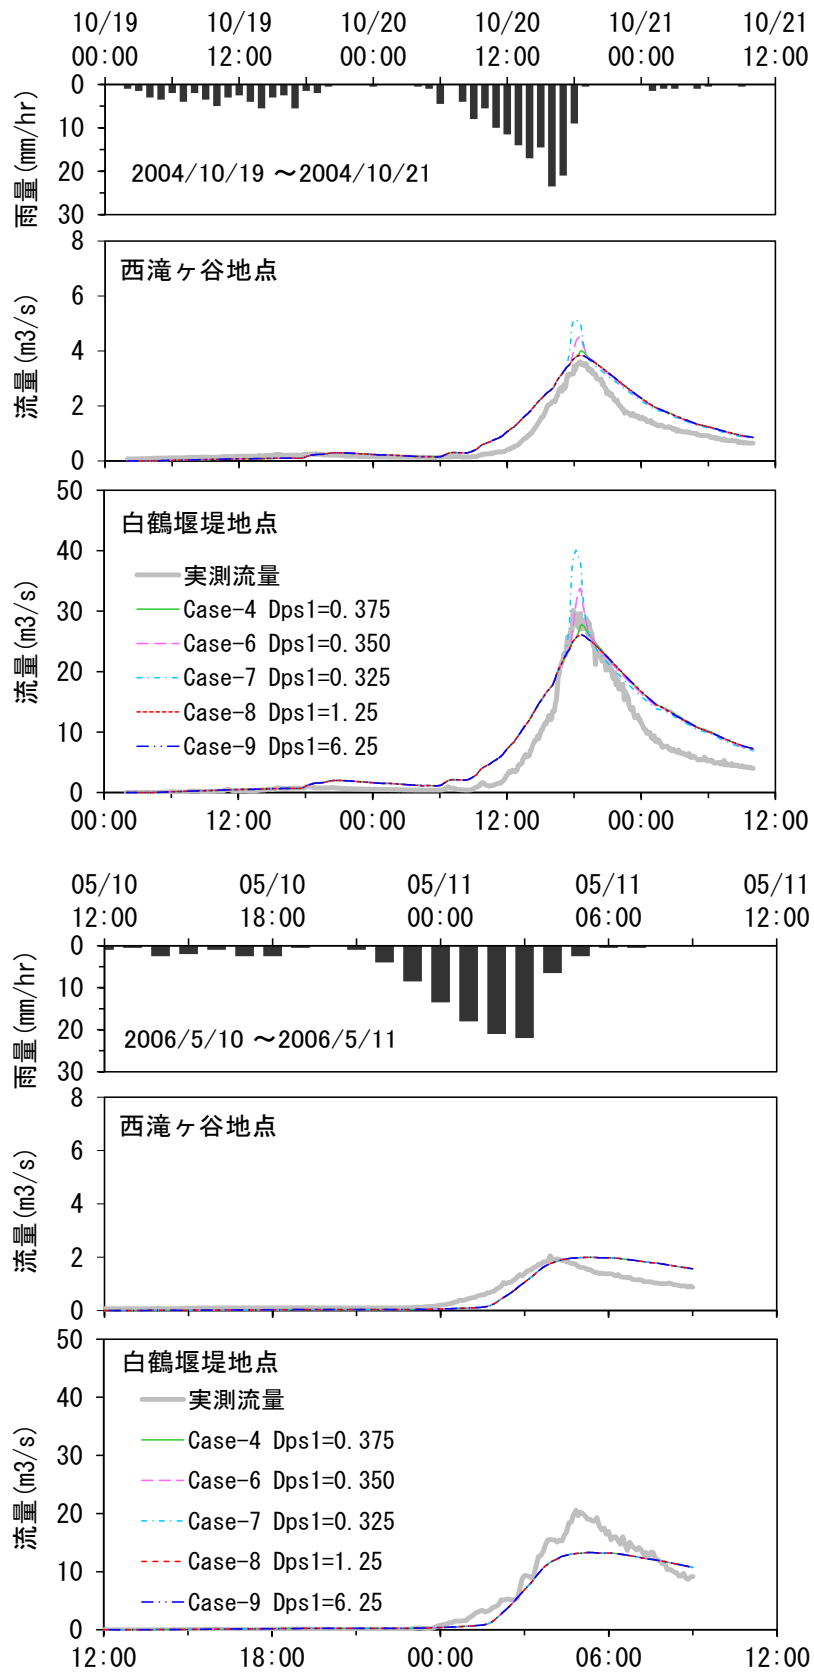 10/19 10/19 10/20 10/20 10/21 10/21
00:00 12:00 00:00 12:00 00:00 12:00
雨量(mm/hr)
0
10
20
30
2004/10/19 ～2004/10/21
流量(m3/s)
8
6
4
2
0
西滝ヶ谷地点
流量(m3/s)
50
40
30
20
10
0
白鶴堰堤地点
実測流量
Case-4 Dps1=0.375
Case-6 Dps1=0.350
Case-7 Dps1=0.325
Case-8 Dps1=1.25
Case-9 Dps1=6.25
00:00 12:00 00:00 12:00 00:00 12:00
05/10 05/10 05/11 05/11 05/11
12:00 18:00 00:00 06:00 12:00
雨量(mm/hr)
0
10
20
30
2006/5/10 ～2006/5/11
流量(m3/s)
8
6
4
2
0
西滝ヶ谷地点
流量(m3/s)
50
40
30
20
10
0
白鶴堰堤地点
実測流量
Case-4 Dps1=0.375
Case-6 Dps1=0.350
Case-7 Dps1=0.325
Case-8 Dps1=1.25
Case-9 Dps1=6.25
12:00 18:00 00:00 06:00 12:00